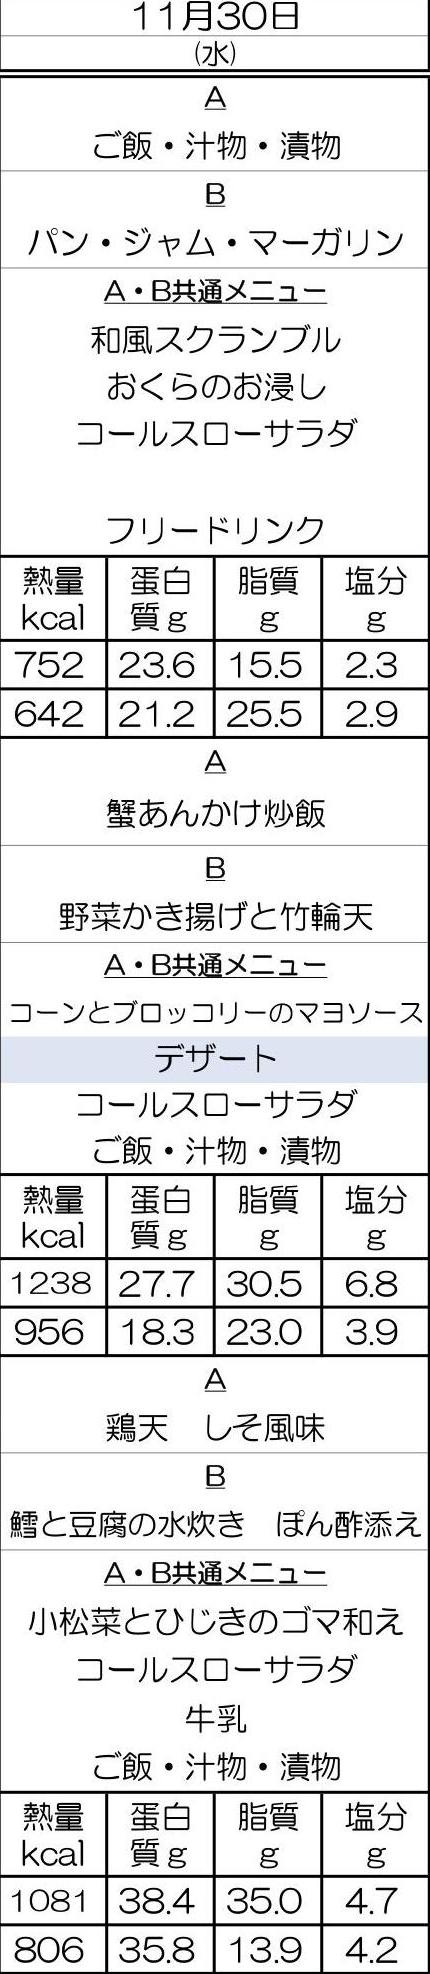 11月30日
(水)
A
ご飯・汁物・漬物
B
パン・ジャム・マーガリン
A・B共通メニュー
和風スクランブル
おくらのお浸し
コールスローサラダ
フリードリンク
熱量 蛋白 脂質 塩分
kcal 質g g g
752 23.6 15.5 2.3
642 21.2 25.5 2.9
A
蟹あんかけ炒飯
B
野菜かき揚げと竹輪天
A・B共通メニュー
コーンとブロッコリーのマヨソース
デザート
コールスローサラダ
ご飯・汁物・漬物
熱量 蛋白 脂質 塩分
kcal 質g g g
1238 27.7 30.5 6.8
956 18.3 23.0 3.9
A
鶏天　しそ風味
B
鱈と豆腐の水炊き　ぽん酢添え
A・B共通メニュー
小松菜とひじきのゴマ和え
コールスローサラダ
牛乳
ご飯・汁物・漬物
熱量 蛋白 脂質 塩分
kcal 質g g g
1081 38.4 35.0 4.7
806 35.8 13.9 4.2